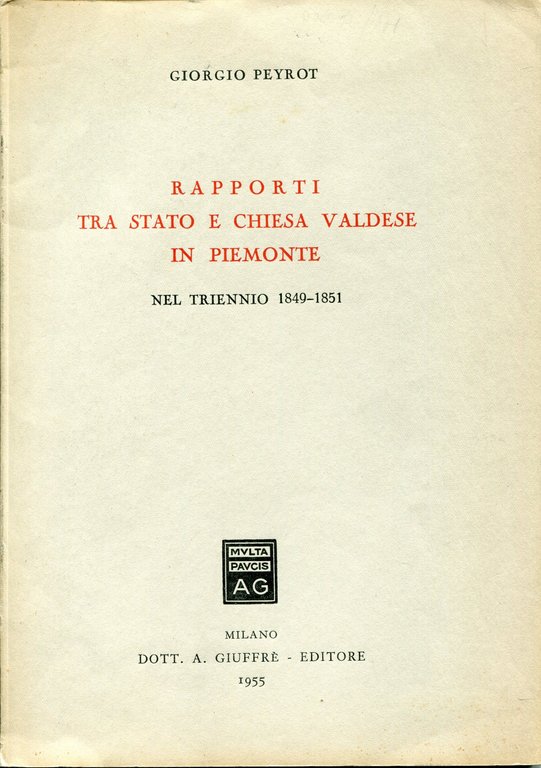 GIORGIO PEYROT
RAPPORTI
TRA STATO E CHIESA VALDESE
IN PIEMONTE
NEL TRIENNIO 1849-1851
MVLTA
PAVCIS
AG
MILANO
DOTT. A. GIUFFRÈ - EDITORE
1955